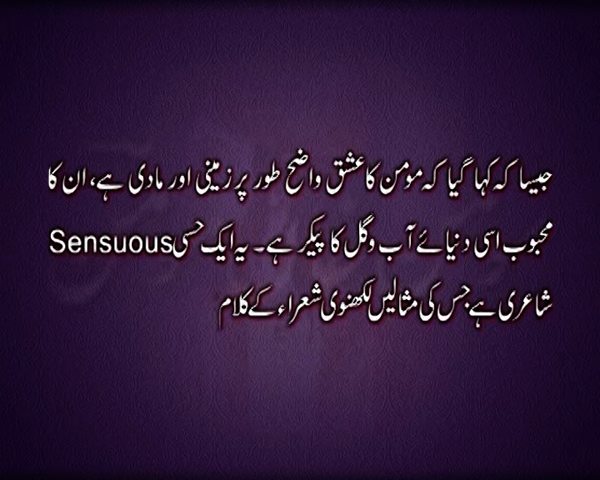 جیسا کہ کہا گیا کہ مومن کا عشق واضح طور پر زمینی اور مادی ہے، ان کا
محبوب اسی دنیائے آب و گل کا پیکر ہے۔ یہ ایک حسی Sensuous
شاعری ہے جس کی مثالیں لکھنوی شعراء کے کلام